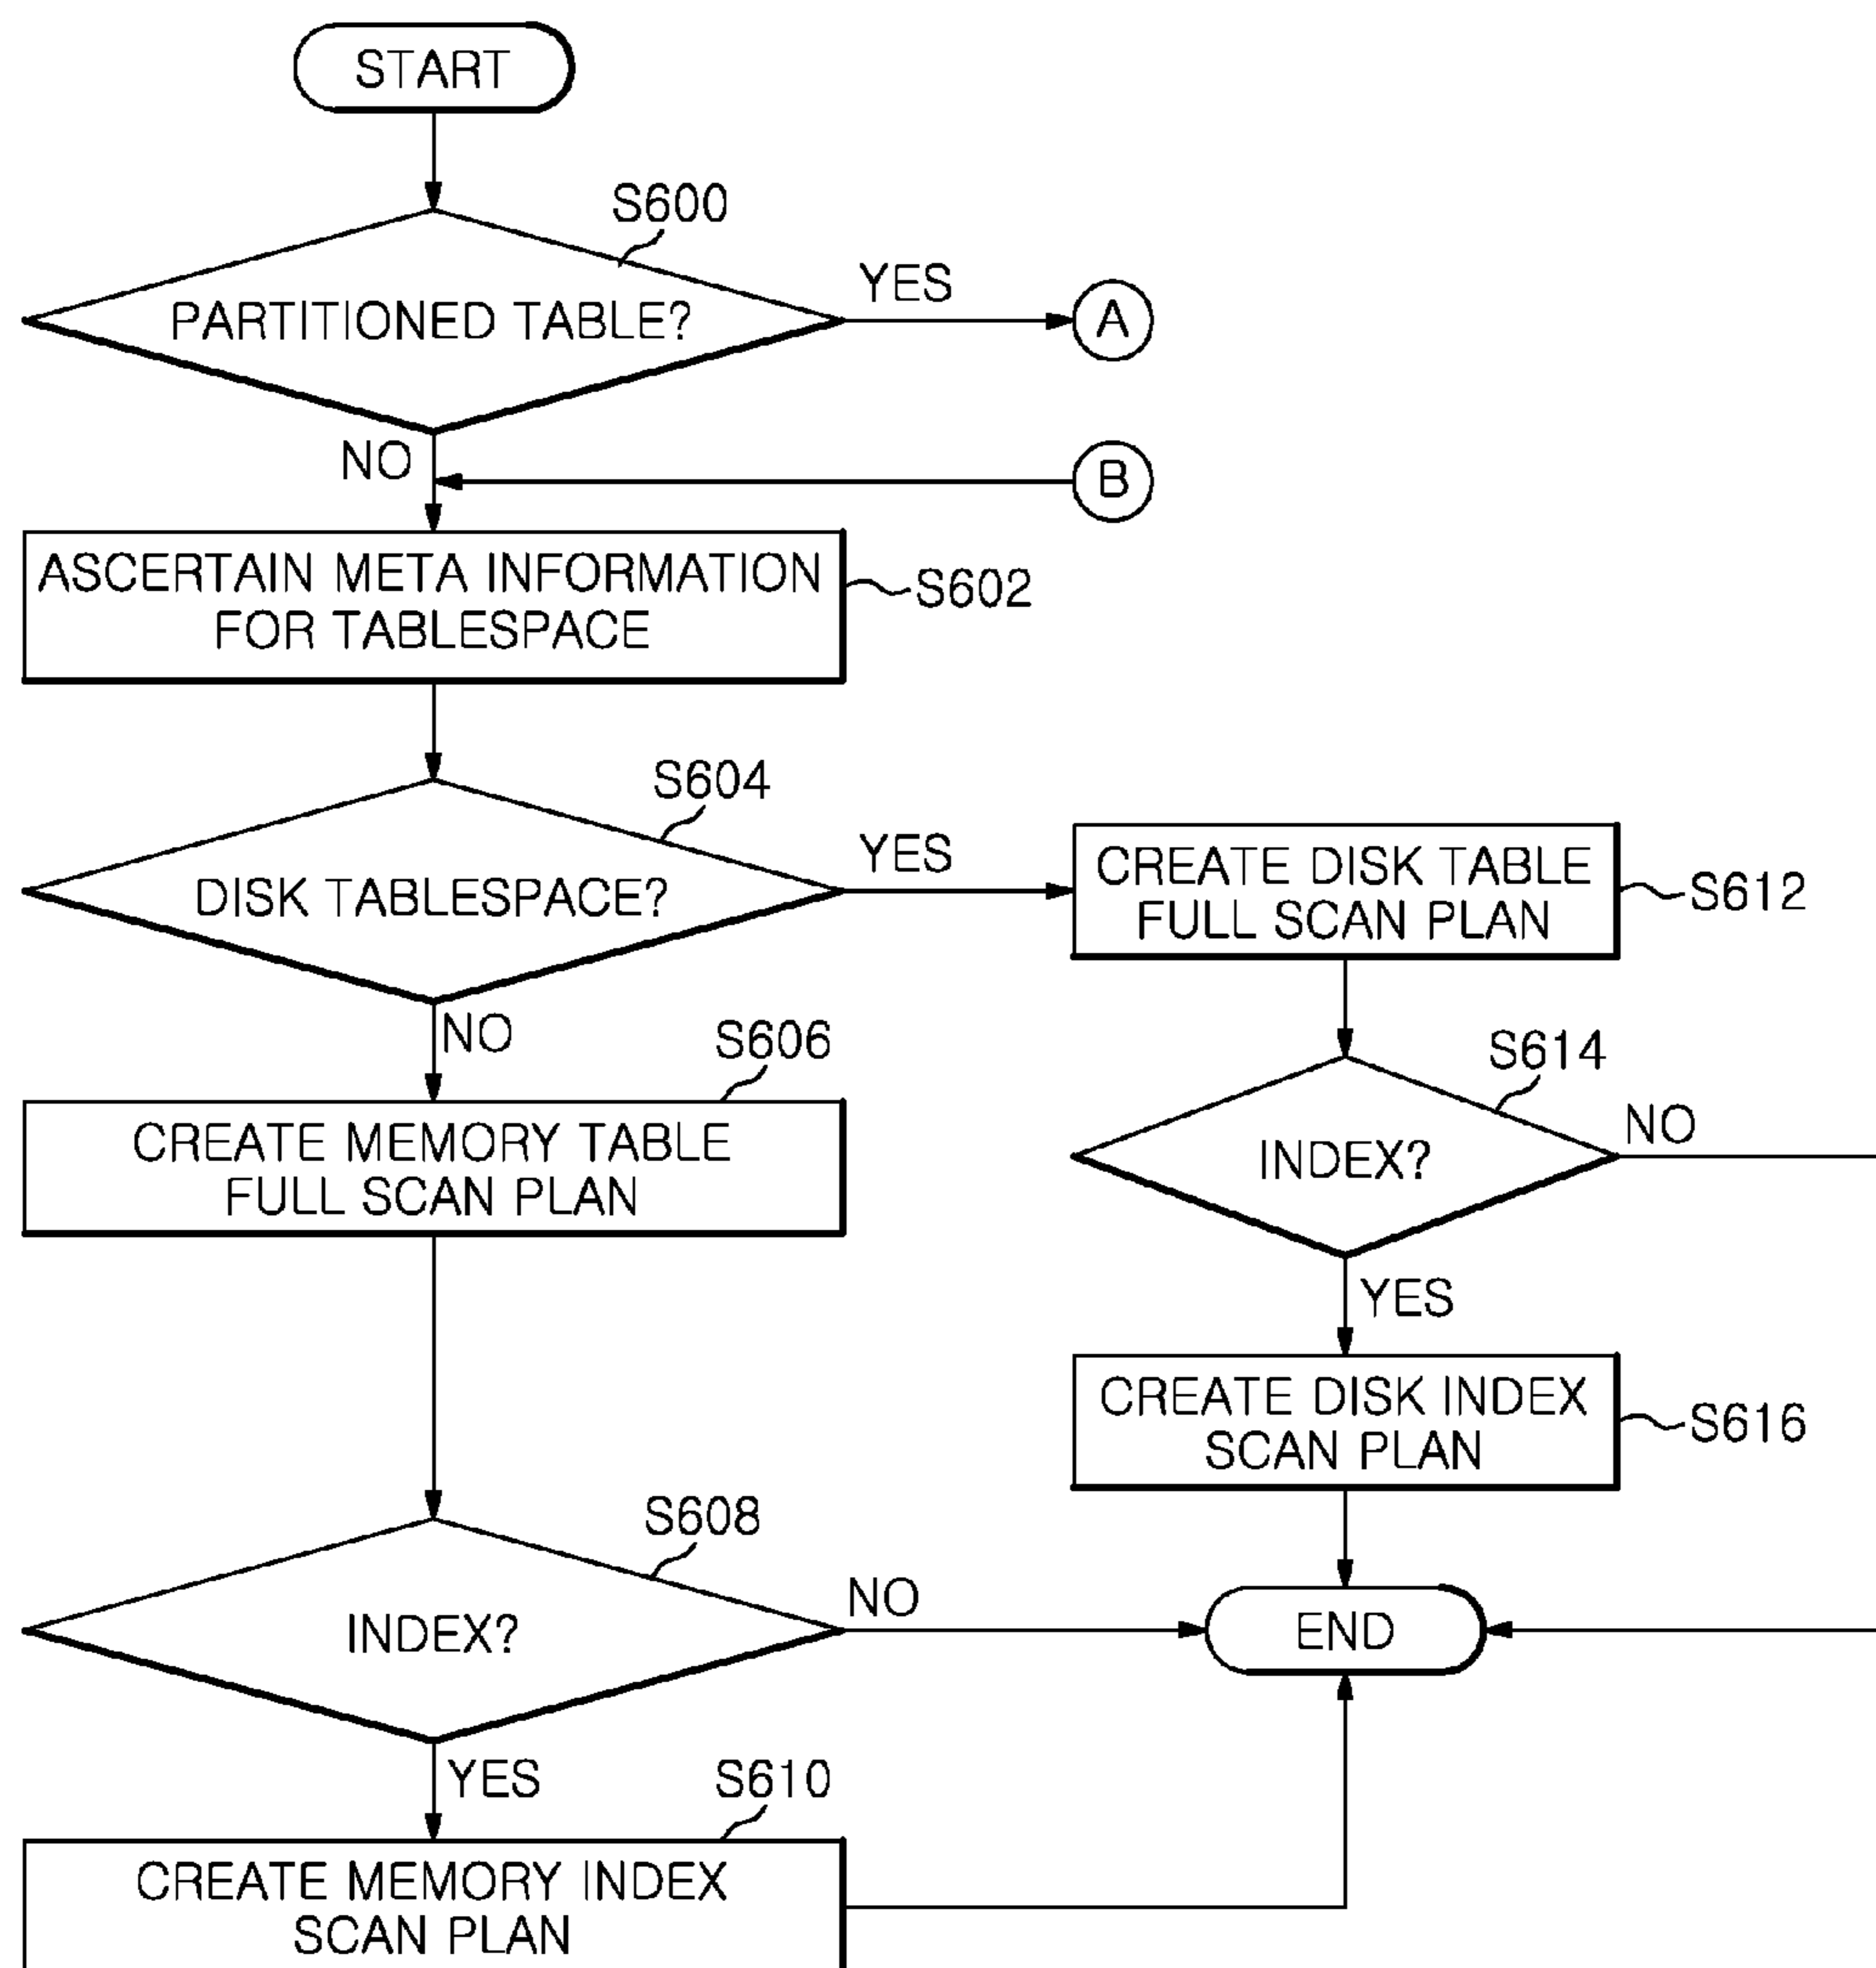 START
S600
PARTITIONED TABLE?
YES
A
NO
B
ASCERTAIN META INFORMATION
FOR TABLESPACE
S602
S604
DISK TABLESPACE?
YES
CREATE DISK TABLE
FULL SCAN PLAN
S612
NO
S606
CREATE MEMORY TABLE
FULL SCAN PLAN
S614
INDEX?
NO
YES
CREATE DISK INDEX
SCAN PLAN
S616
S608
INDEX?
NO
END
YES
S610
CREATE MEMORY INDEX
SCAN PLAN